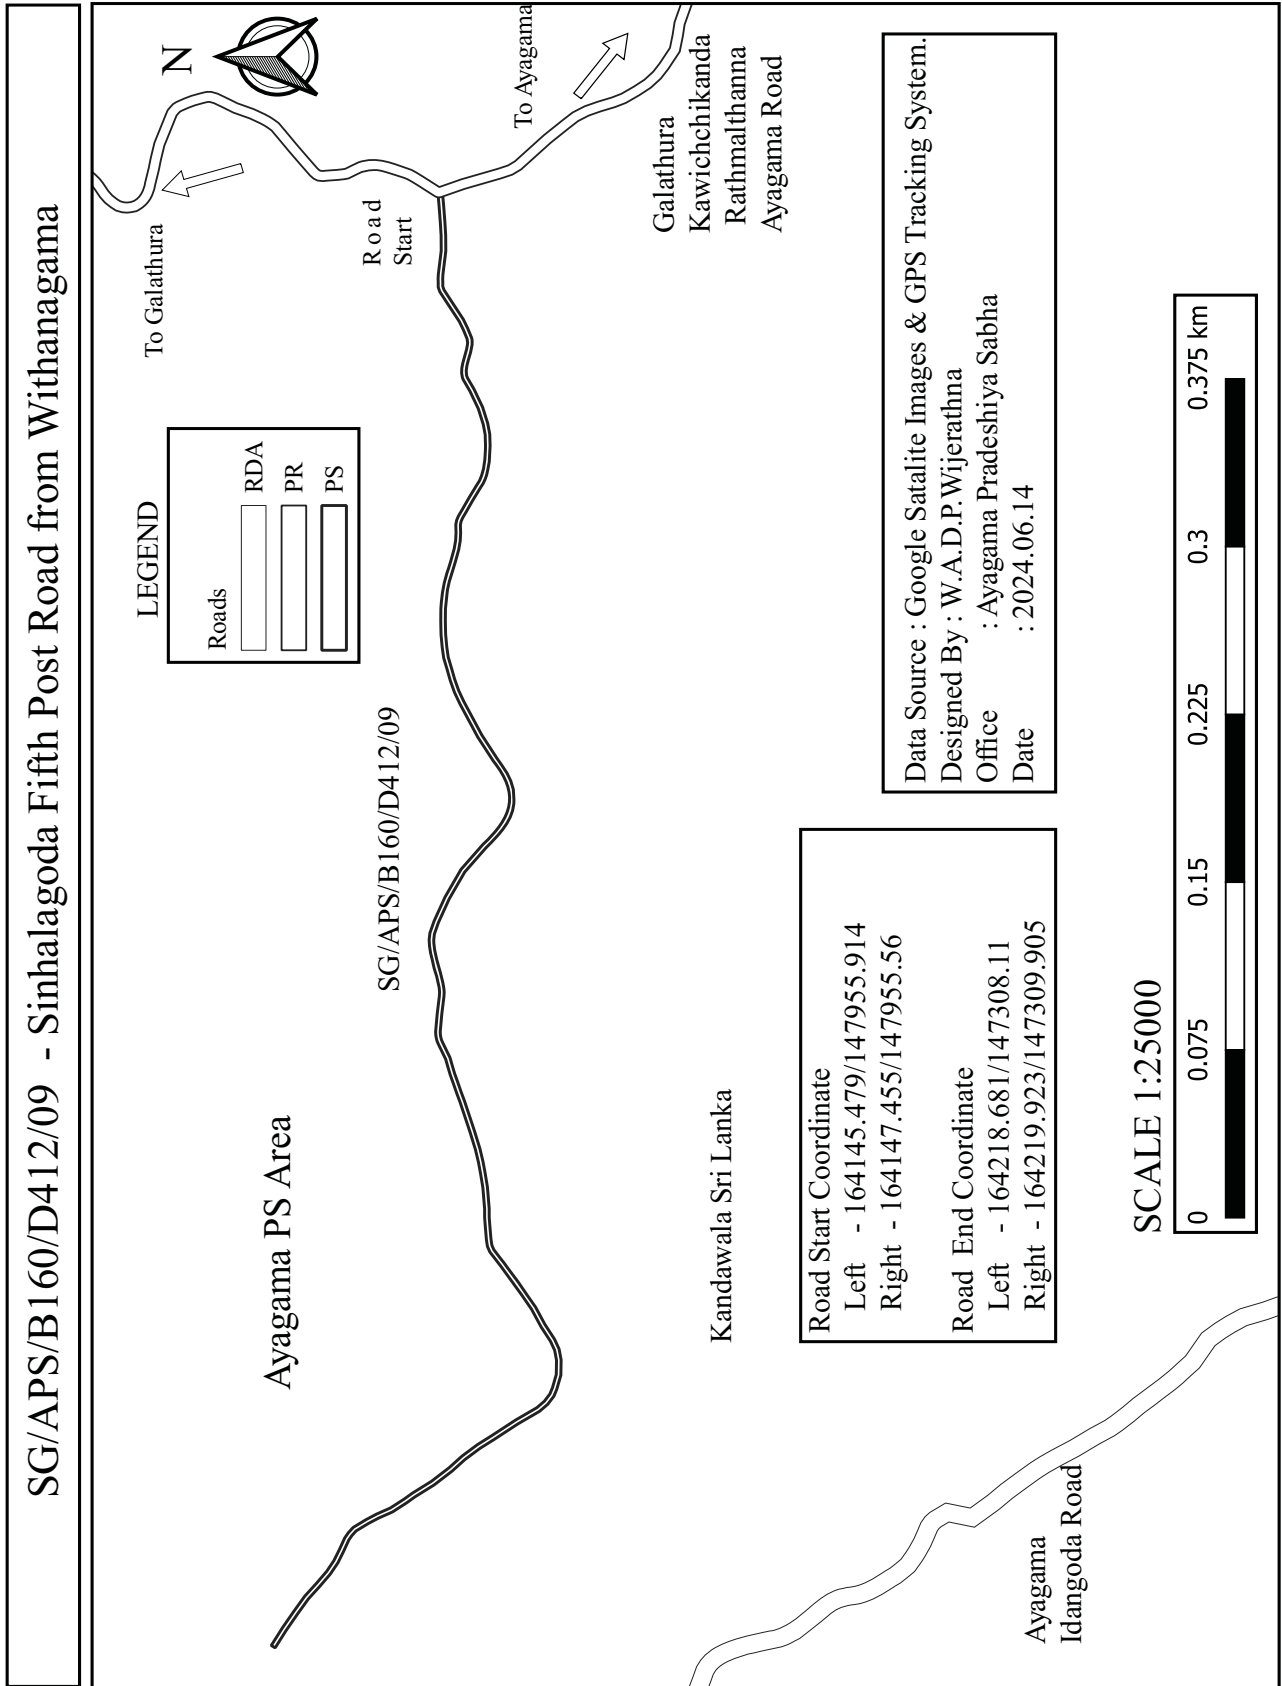 SG/APS/B160/D412/09 - Sinhalagoda Fifth Post Road from Withanagama
N
To Galathura
LEGEND
Roads
RDA
PR
PS
Road
Start
To Ayagama
Ayagama PS Area
SG/APS/B160/D412/09
Galathura
Kawichchikanda
Rathmalthanna
Ayagama Road
Kandawala Sri Lanka
Road Start Coordinate
Left - 164145.479/147955.914
Right - 164147.455/147955.56
Road End Coordinate
Left - 164218.681/147308.11
Right - 164219.923/147309.905
Data Source : Google Satalite Images & GPS Tracking System.
Designed By : W.A.D.P.Wijerathna
Office : Ayagama Pradeshiya Sabha
Date : 2024.06.14
Ayagama
Idangoda Road
SCALE 1:25000
0 0.075 0.15 0.225 0.3 0.375 km